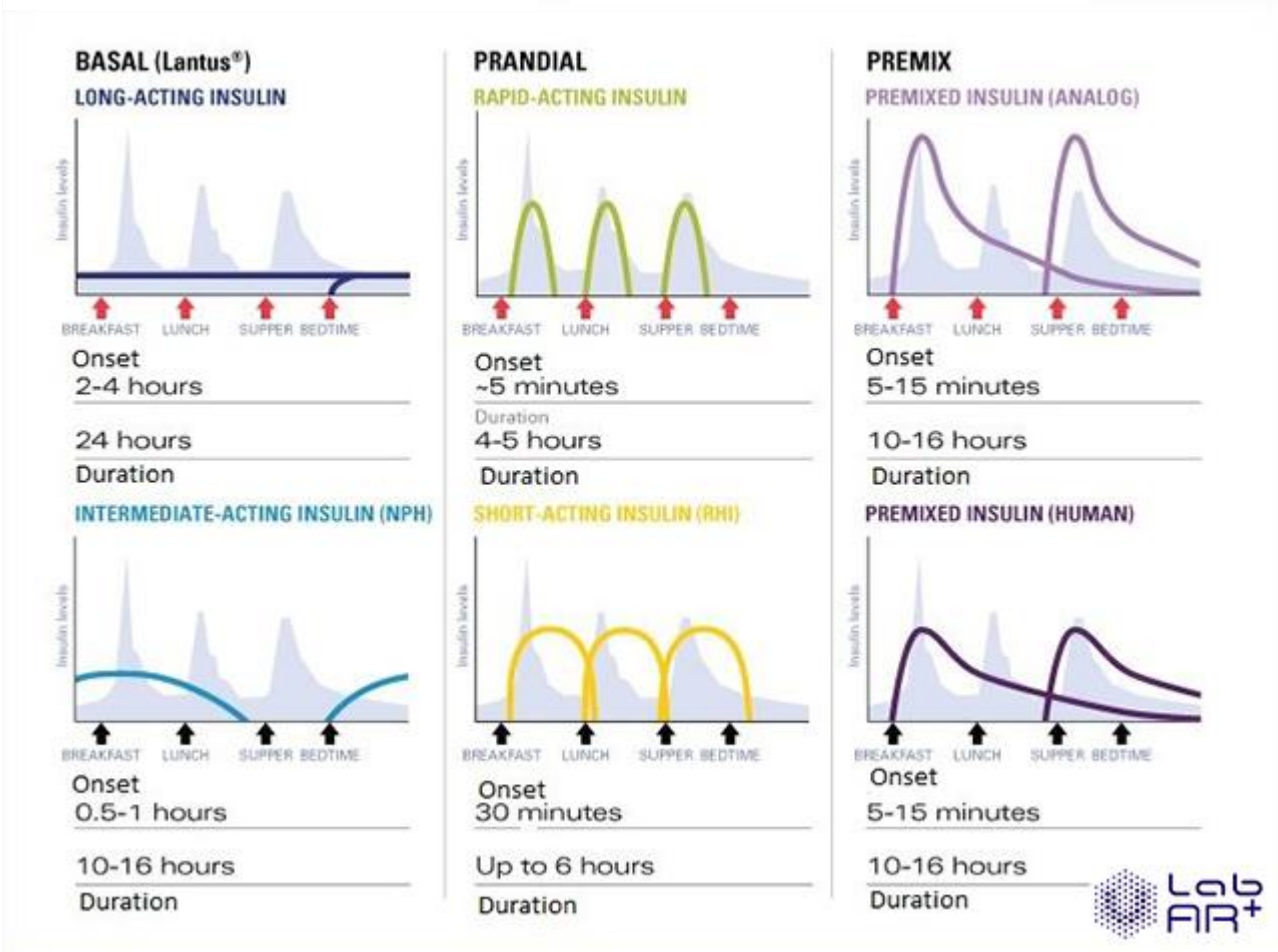 BASAL (Lantus®)
LONG-ACTING INSULIN
Insulin levels
BREAKFAST LUNCH SUPPER BEDTIME
Onset
2-4 hours
24 hours
Duration
INTERMEDIATE-ACTING INSULIN (NPH)
Insulin levels
BREAKFAST LUNCH SUPPER BEDTIME
Onset
0.5-1 hours
10-16 hours
Duration
PRANDIAL
RAPID-ACTING INSULIN
Insulin levels
BREAKFAST LUNCH SUPPER BEDTIME
Onset
~5 minutes
Duration
4-5 hours
Duration
SHORT-ACTING INSULIN (RHI)
Insulin levels
BREAKFAST LUNCH SUPPER BEDTIME
Onset
30 minutes
Up to 6 hours
Duration
PREMIX
PREMIXED INSULIN (ANALOG)
Insulin levels
BREAKFAST LUNCH SUPPER BEDTIME
Onset
5-15 minutes
10-16 hours
Duration
PREMIXED INSULIN (HUMAN)
Insulin levels
BREAKFAST LUNCH SUPPER BEDTIME
Onset
5-15 minutes
10-16 hours
Duration
Lab
AR+